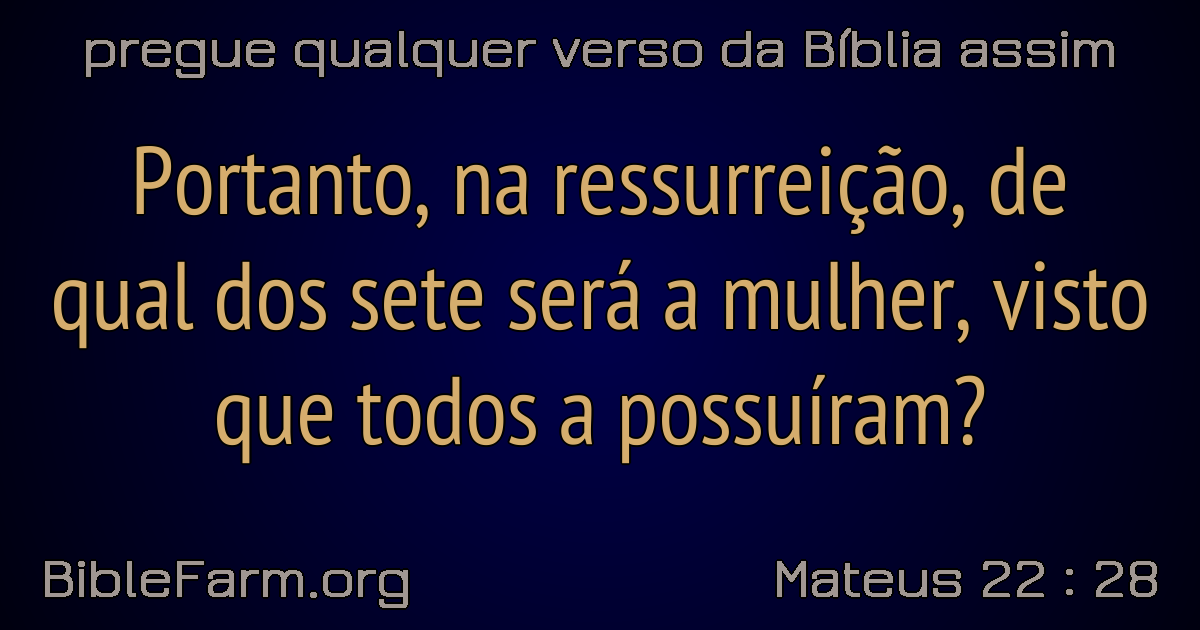 pregue qualquer verso da Bíblia assim
Portanto, na ressurreição, de
qual dos sete será a mulher, visto
que todos a possuíram?
BibleFarm.org
Mateus 22 : 28